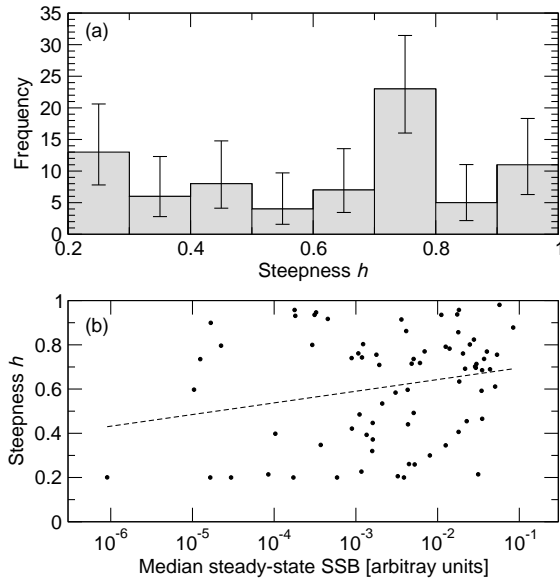 (a)
35
30
25
20
15
10
5
0
Frequency
0.2 0.4 0.6 0.8 1
Steepness h
(b)
1
0.8
0.6
0.4
0.2
0
Steepness h
10-6 10-5 10-4 10-3 10-2 10-1
Median steady-state SSB [arbitray units]